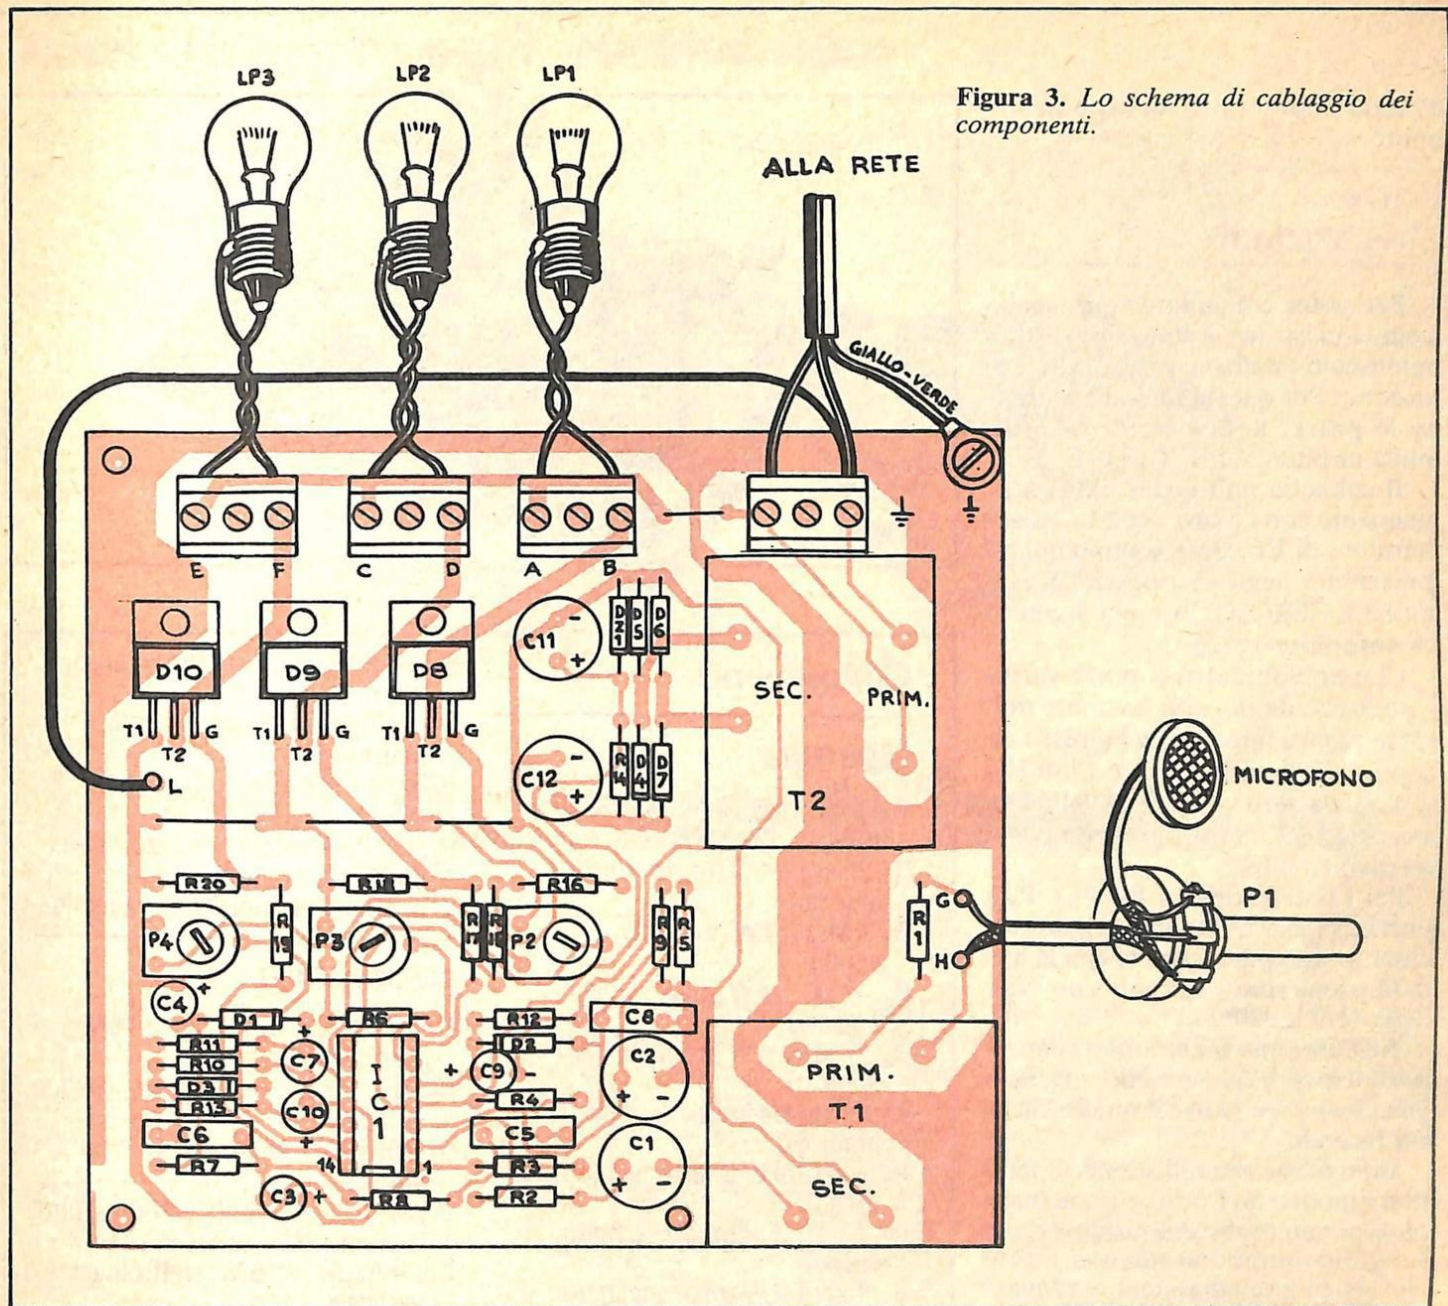 LP3 LP2 LP1
Figura 3. Lo schema di cablaggio dei
componenti.
ALLA RETE
GIALLO-VERDE
E F C D A B
D10 D9 D8
T1 T2 G T1 T2 G T1 T2 G
L
C11 - +
D21 D5 D6
C12 - +
R14 D4 D7
SEC. PRIM.
T2
MICROFONO
R20 R18 R16
P4 R19 P3 R17 P2 R9 R5
R1 G H
P1
C4 +
D1 R6 R12 C8
R11 + C7 D2 C2 + -
R10 + C9 -
D3
R13 C10 + R4
C6 IC1 C5 C1 + -
R7 14 1 R3
C3 + R8 R2
PRIM.
T1
SEC.